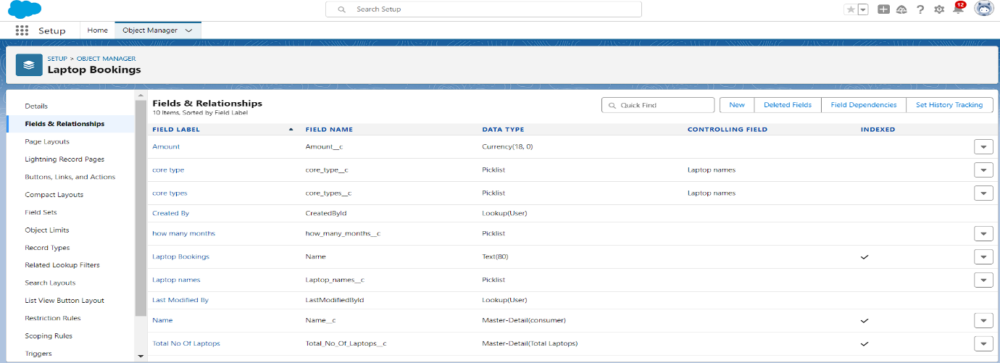 Search Setup
12
Setup Home Object Manager
SETUP > OBJECT MANAGER
Laptop Bookings
Details
Fields & Relationships
Page Layouts
Lightning Record Pages
Buttons, Links, and Actions
Compact Layouts
Field Sets
Object Limits
Record Types
Related Lookup Filters
Search Layouts
List View Button Layout
Restriction Rules
Scoping Rules
Triggers
Fields & Relationships
10 Items, Sorted by Field Label
Quick Find New Deleted Fields Field Dependencies Set History Tracking
FIELD LABEL FIELD NAME DATA TYPE CONTROLLING FIELD INDEXED
Amount Amount__c Currency(18, 0)
core type core_type__c Picklist Laptop names
core types core_types__c Picklist Laptop names
Created By CreatedById Lookup(User)
how many months how_many_months__c Picklist
Laptop Bookings Name Text(80)
Laptop names Laptop_names__c Picklist
Last Modified By LastModifiedById Lookup(User)
Name Name__c Master-Detail(consumer)
Total No Of Laptops Total_No_Of_Laptops__c Master-Detail(Total Laptops)